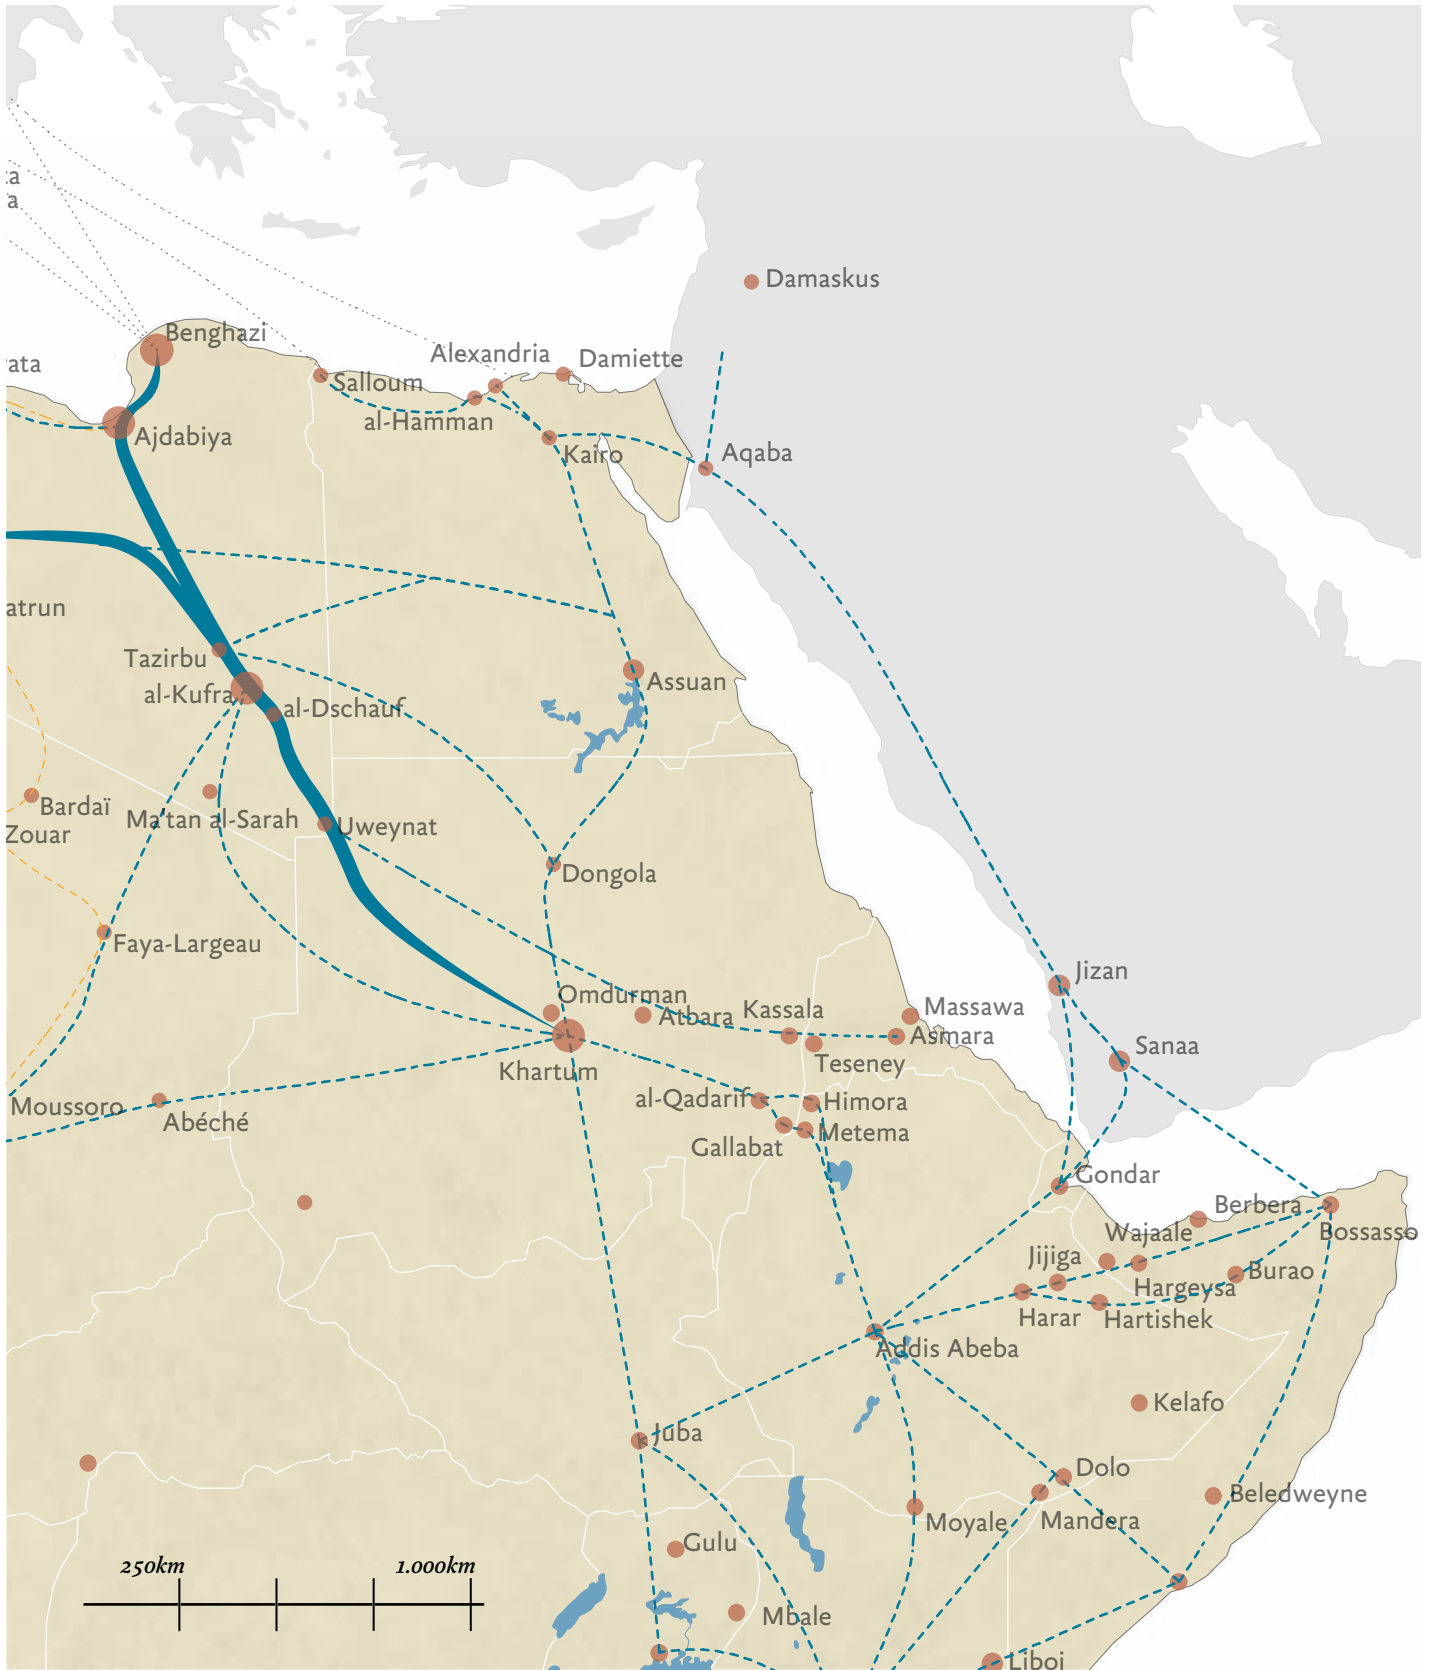 ta
a
Damaskus
Benghazi
Alexandria
Damiette
rata
Salloum
al-Hamman
Ajdabiya
Kairo
Aqaba
atrun
Tazirbu
al-Kufra
al-Dschauf
Assuan
Bardaï
Zouar
Ma'tan al-Sarah
Uweynat
Dongola
Faya-Largeau
Jizan
Omdurman
Atbara
Kassala
Massawa
Asmara
Teseney
Sanaa
Khartum
al-Qadarif
Himora
Moussoro
Abéché
Gallabat
Metema
Gondar
Berbera
Bossasso
Wajaale
Jijiga
Hargeysa
Burao
Harar
Hartishek
Addis Abeba
Kelafo
Juba
Dolo
Beledweyne
Moyale
Mandera
Gulu
250km
1.000km
Mbale
Liboi